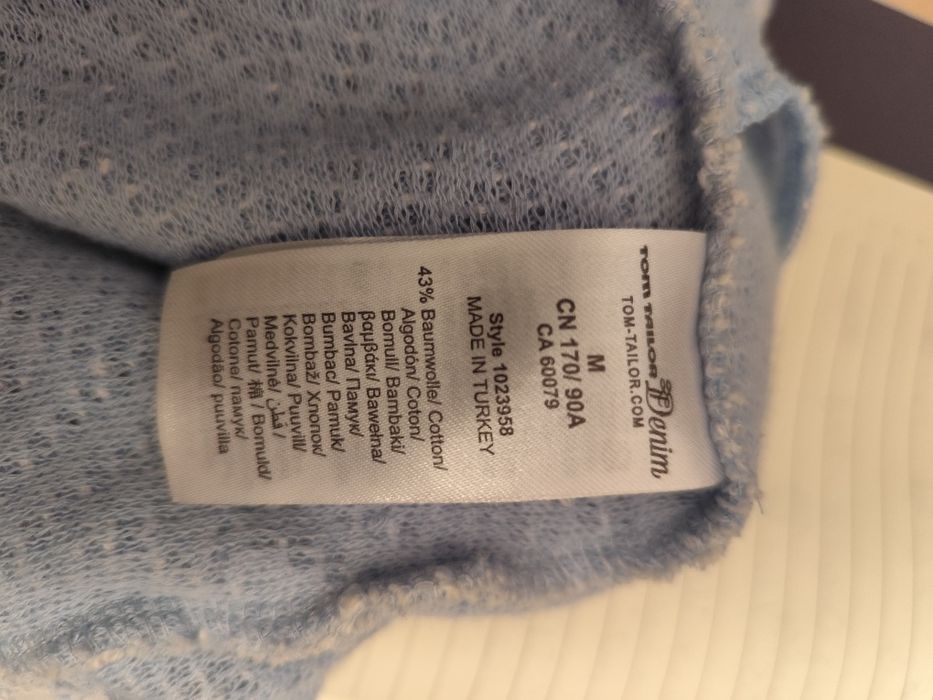 TOM TAILOR Denim
TOM-TAILOR.COM
M
CN 170/ 90A
CA 60079
Style 1023958
MADE IN TURKEY
43% Baumwolle/ Cotton/
Algodón/ Coton/
Bomull/ Bambaki/
βαμβάκι/ Bawełna/
Bavlna/ Памук/
Bumbac/ Pamuk/
Bombaž/ Хлопок/
Kokvilna/ Puuvill/
Medvilnė/ قطن /
Pamut/ 棉 / Bomuld/
Cotone/ памук/
Algodão/ puuvilla